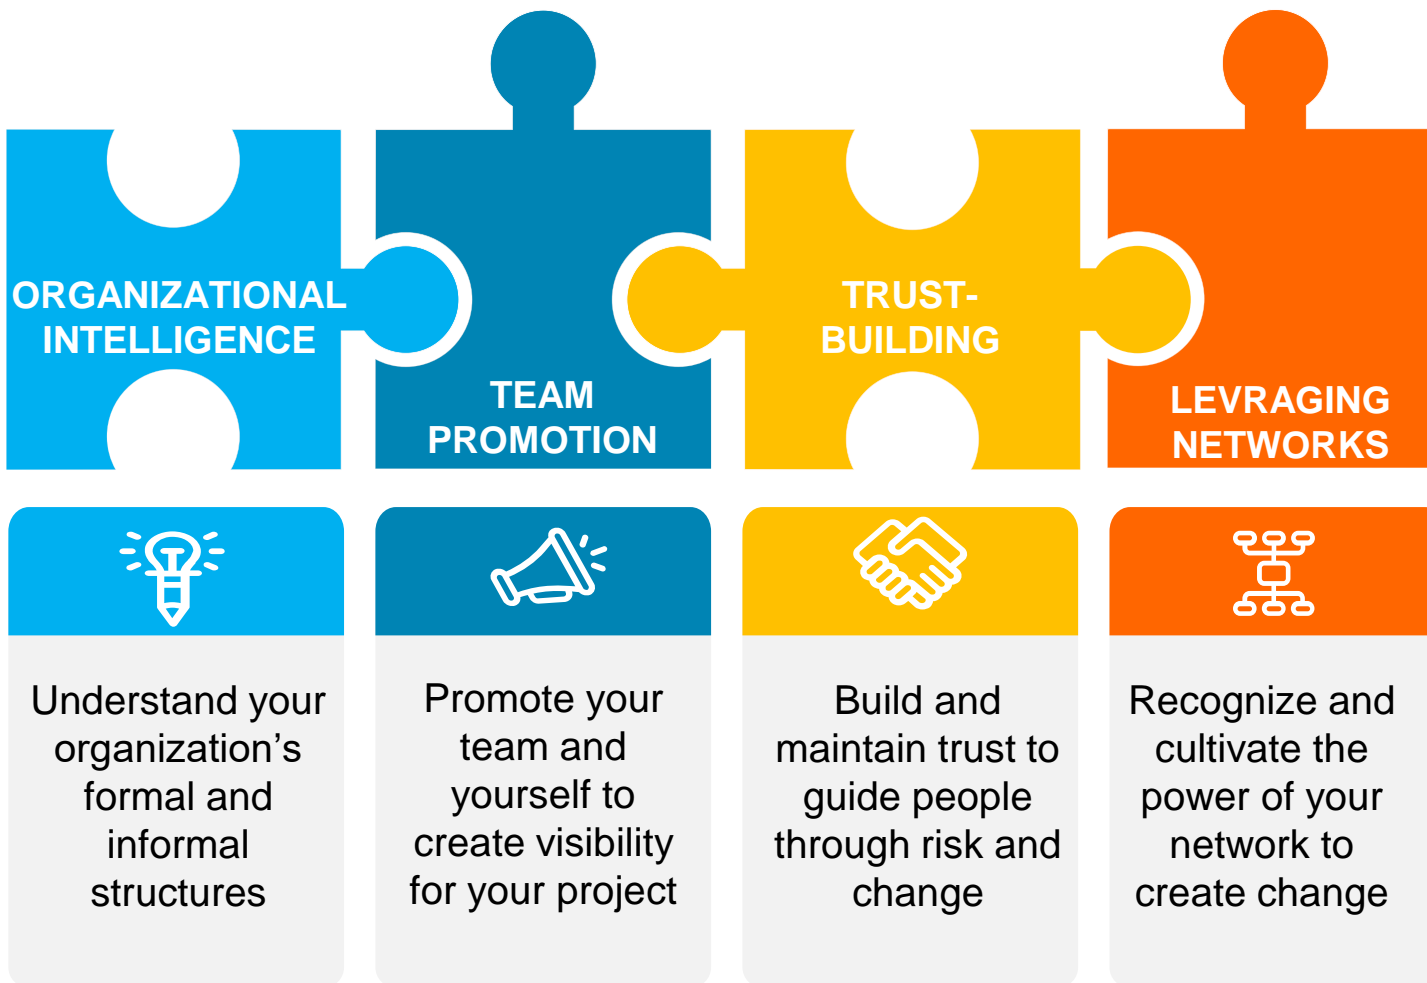 ORGANIZATIONAL
INTELLIGENCE
TEAM
PROMOTION
TRUST-
BUILDING
LEVRAGING
NETWORKS
Understand your
organization’s
formal and
informal
structures
Promote your
team and
yourself to
create visibility
for your project
Build and
maintain trust to
guide people
through risk and
change
Recognize and
cultivate the
power of your
network to
create change